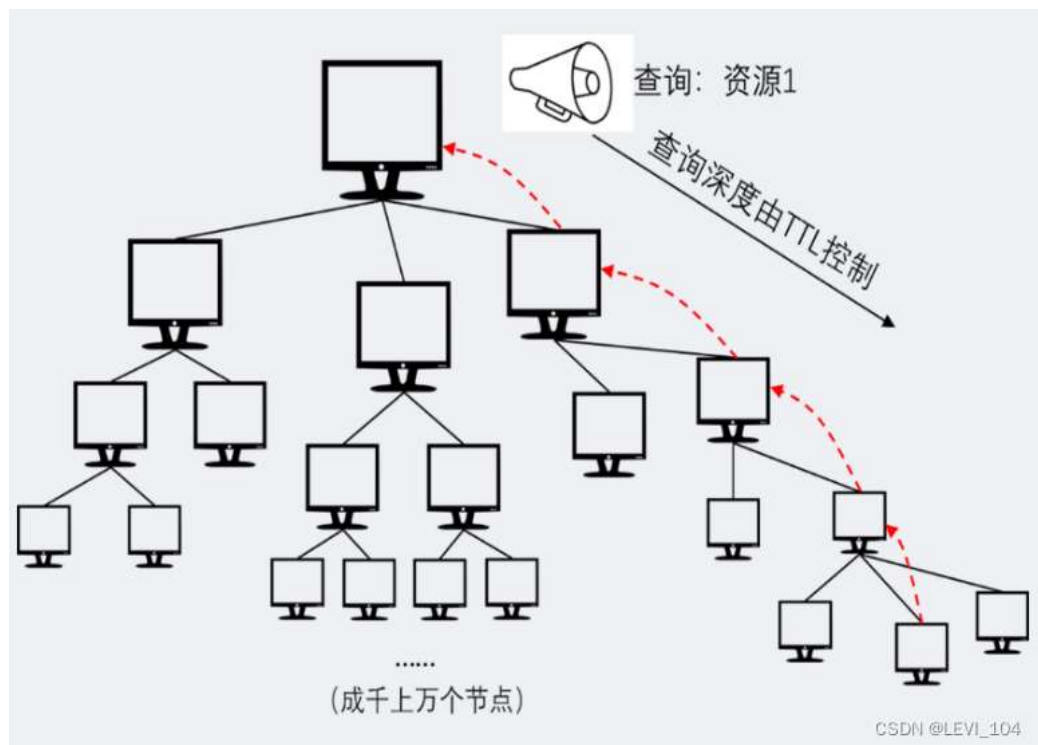 查询：资源1
查询深度由TTL控制
......
(成千上万个节点)
CSDN @LEVI_104